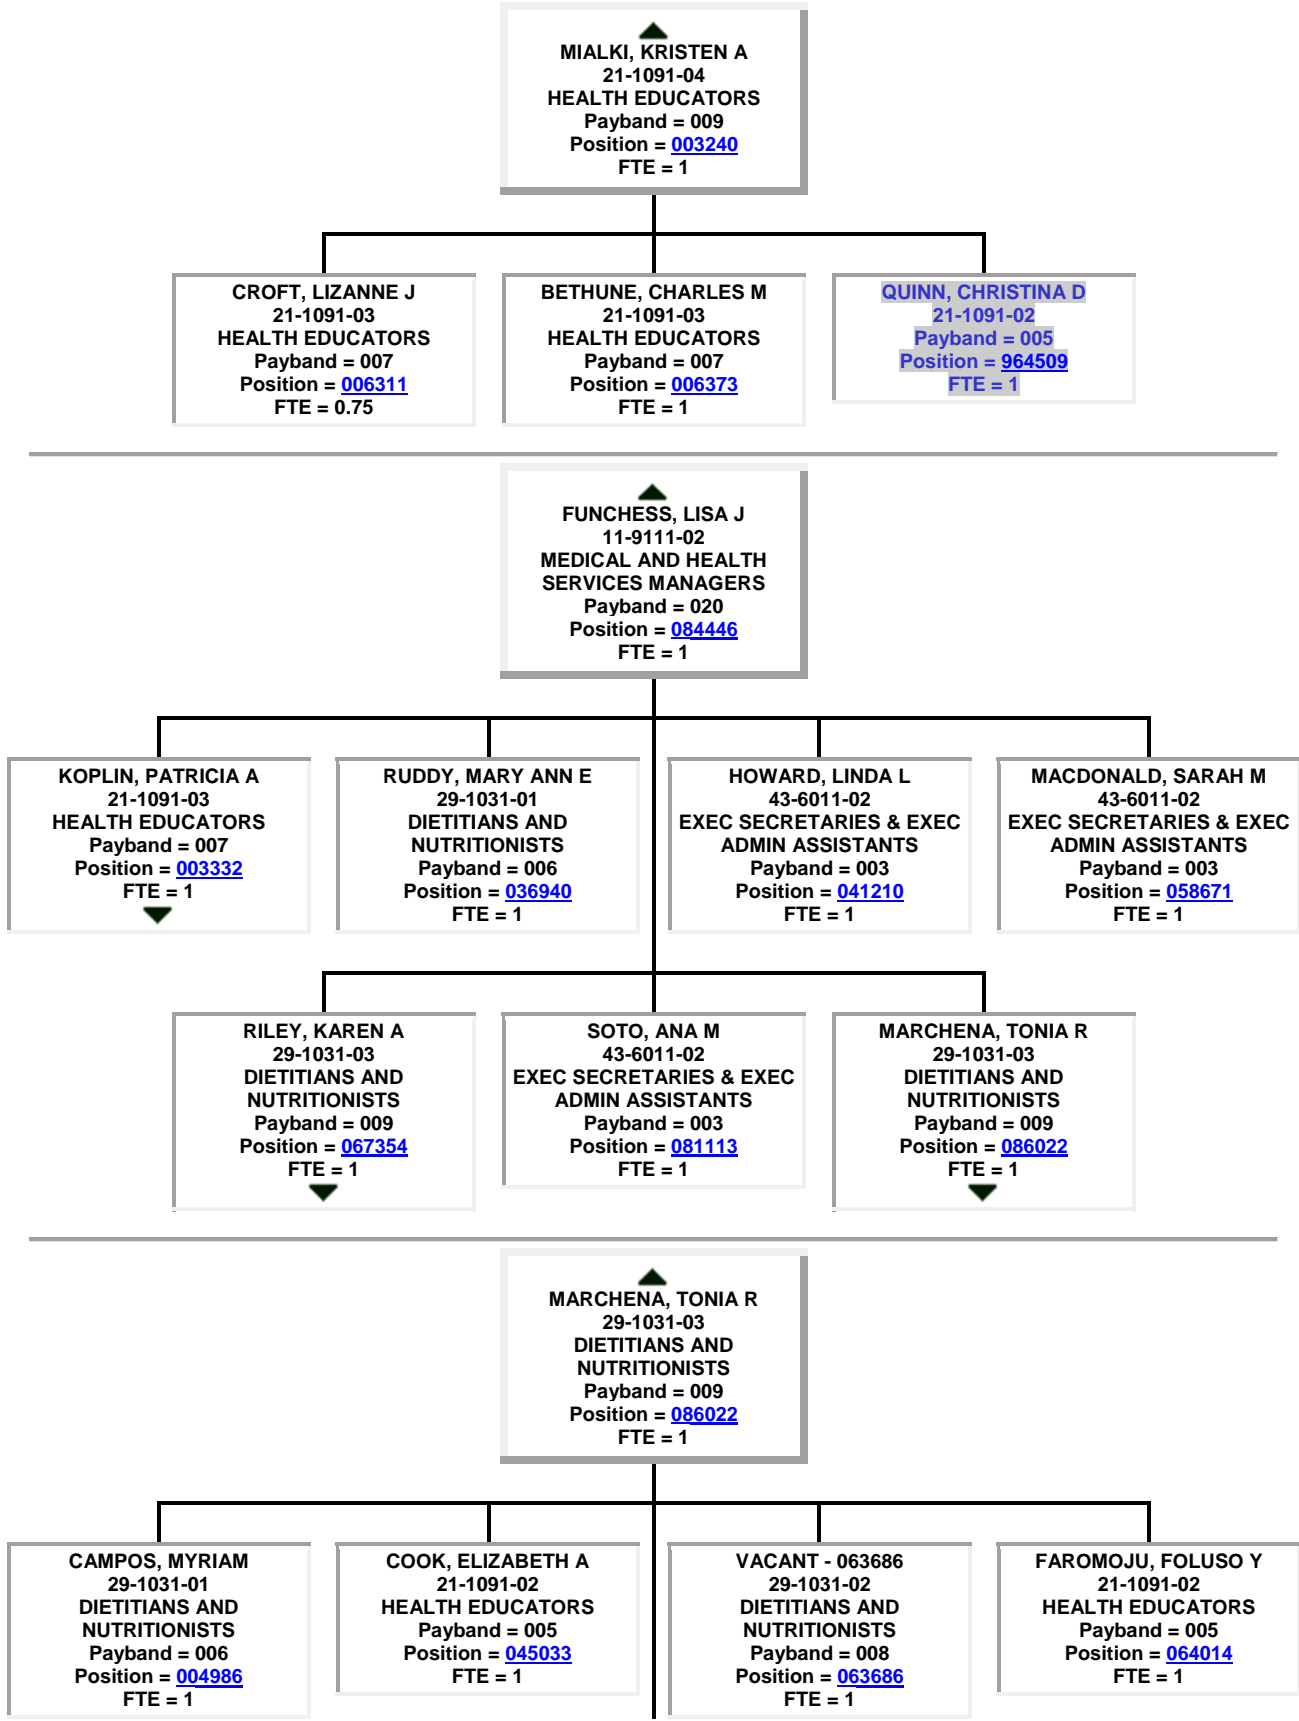 MIALKI, KRISTEN A
21-1091-04
HEALTH EDUCATORS
Payband = 009
Position = 003240
FTE = 1
CROFT, LIZANNE J
21-1091-03
HEALTH EDUCATORS
Payband = 007
Position = 006311
FTE = 0.75
BETHUNE, CHARLES M
21-1091-03
HEALTH EDUCATORS
Payband = 007
Position = 006373
FTE = 1
QUINN, CHRISTINA D
21-1091-02
Payband = 005
Position = 964509
FTE = 1
FUNCHESS, LISA J
11-9111-02
MEDICAL AND HEALTH
SERVICES MANAGERS
Payband = 020
Position = 084446
FTE = 1
KOPLIN, PATRICIA A
21-1091-03
HEALTH EDUCATORS
Payband = 007
Position = 003332
FTE = 1
RUDDY, MARY ANN E
29-1031-01
DIETITIANS AND
NUTRITIONISTS
Payband = 006
Position = 036940
FTE = 1
HOWARD, LINDA L
43-6011-02
EXEC SECRETARIES & EXEC
ADMIN ASSISTANTS
Payband = 003
Position = 041210
FTE = 1
MACDONALD, SARAH M
43-6011-02
EXEC SECRETARIES & EXEC
ADMIN ASSISTANTS
Payband = 003
Position = 058671
FTE = 1
RILEY, KAREN A
29-1031-03
DIETITIANS AND
NUTRITIONISTS
Payband = 009
Position = 067354
FTE = 1
SOTO, ANA M
43-6011-02
EXEC SECRETARIES & EXEC
ADMIN ASSISTANTS
Payband = 003
Position = 081113
FTE = 1
MARCHENA, TONIA R
29-1031-03
DIETITIANS AND
NUTRITIONISTS
Payband = 009
Position = 086022
FTE = 1
MARCHENA, TONIA R
29-1031-03
DIETITIANS AND
NUTRITIONISTS
Payband = 009
Position = 086022
FTE = 1
CAMPOS, MYRIAM
29-1031-01
DIETITIANS AND
NUTRITIONISTS
Payband = 006
Position = 004986
FTE = 1
COOK, ELIZABETH A
21-1091-02
HEALTH EDUCATORS
Payband = 005
Position = 045033
FTE = 1
VACANT - 063686
29-1031-02
DIETITIANS AND
NUTRITIONISTS
Payband = 008
Position = 063686
FTE = 1
FAROMOJU, FOLUSO Y
21-1091-02
HEALTH EDUCATORS
Payband = 005
Position = 064014
FTE = 1